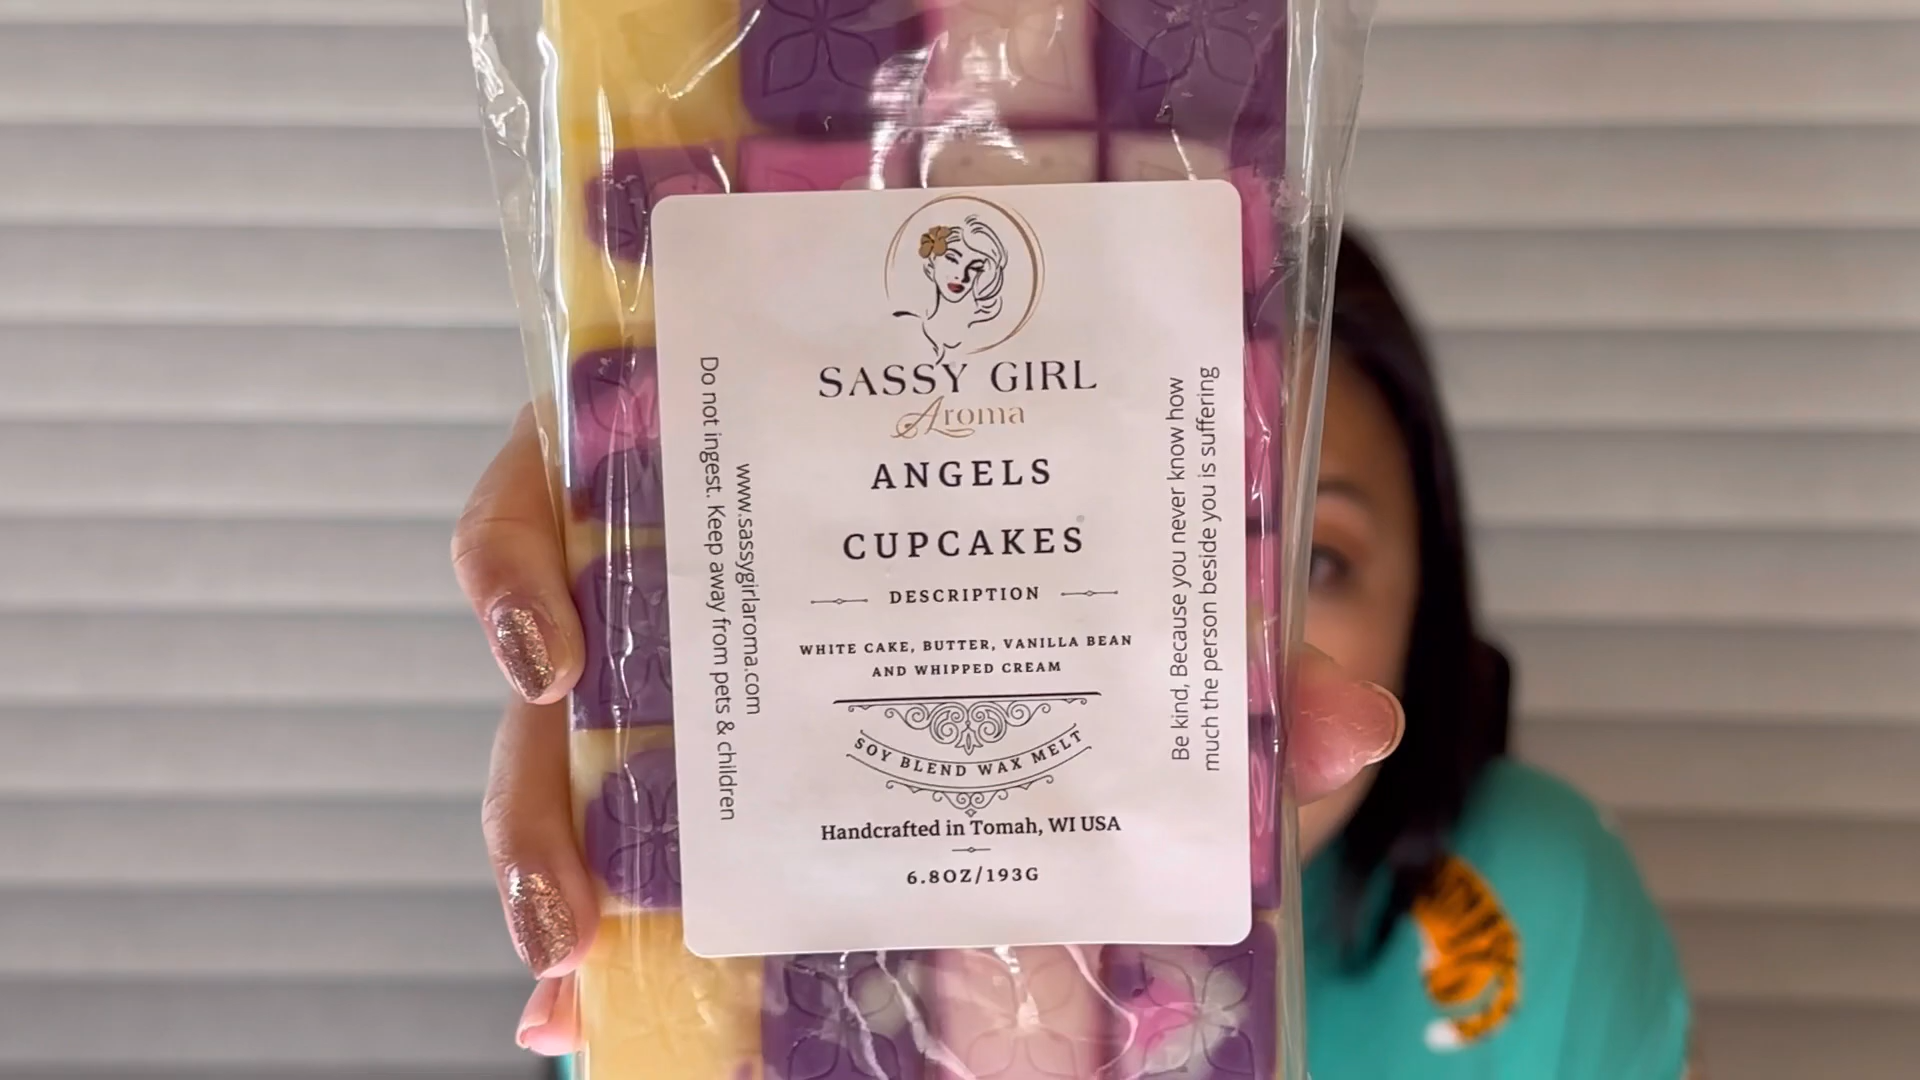 SASSY GIRL
Aroma
ANGELS
CUPCAKES
DESCRIPTION
WHITE CAKE, BUTTER, VANILLA BEAN
AND WHIPPED CREAM
SOY BLEND WAX MELT
Handcrafted in Tomah, WI USA
6.8OZ/193G
www.sassygirlaroma.com
Do not ingest. Keep away from pets & children
Be kind, Because you never know how
much the person beside you is suffering